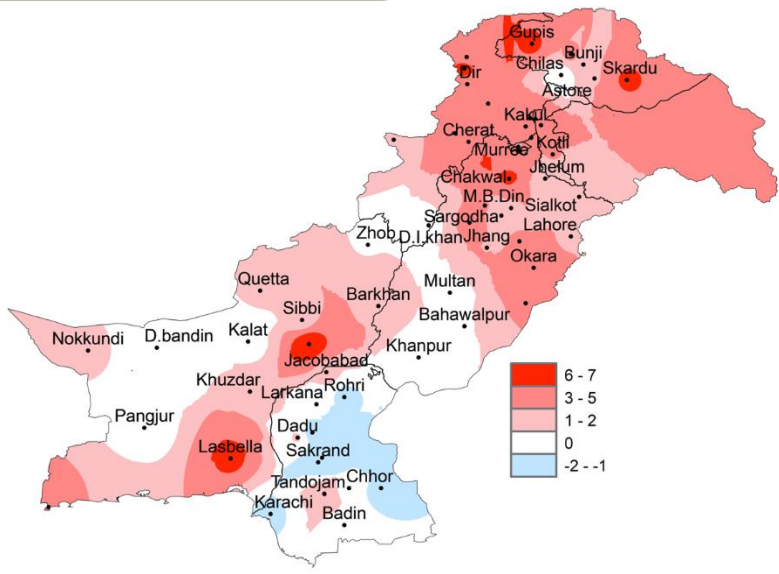 Gupis
Bunji
Chilas
Skardu
Dir
Astore
Kakul
Cherat
Kotli
Murree
Jhelum
Chakwal
M.B.Din
Sialkot
Sargodha
Lahore
Zhob
D.I.khan
Jhang
Okara
Quetta
Multan
Barkhan
Sibbi
Bahawalpur
Nokkundi
D.bandin
Kalat
Khanpur
Jacobabad
Khuzdar
Rohri
Larkana
Pangjur
Dadu
Lasbella
Sakrand
Tandojam
Chhor
Karachi
Badin
6 - 7
3 - 5
1 - 2
0
-2 - -1